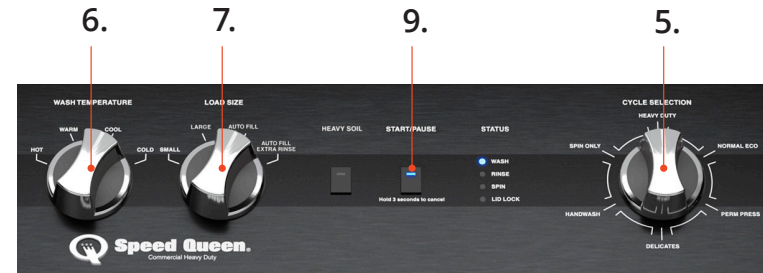 6.
7.
9.
5.
WASH TEMPERATURE
LOAD SIZE
HEAVY SOIL
START/PAUSE
STATUS
CYCLE SELECTION
HOT
WARM
COOL
COLD
SMALL
LARGE
AUTO FILL
AUTO FILL
EXTRA RINSE
Hold 3 seconds to cancel
WASH
RINSE
SPIN
LID LOCK
HEAVY DUTY
SPIN ONLY
NORMAL ECO
HANDWASH
PERM PRESS
DELICATES
Speed Queen®
Commercial Heavy Duty